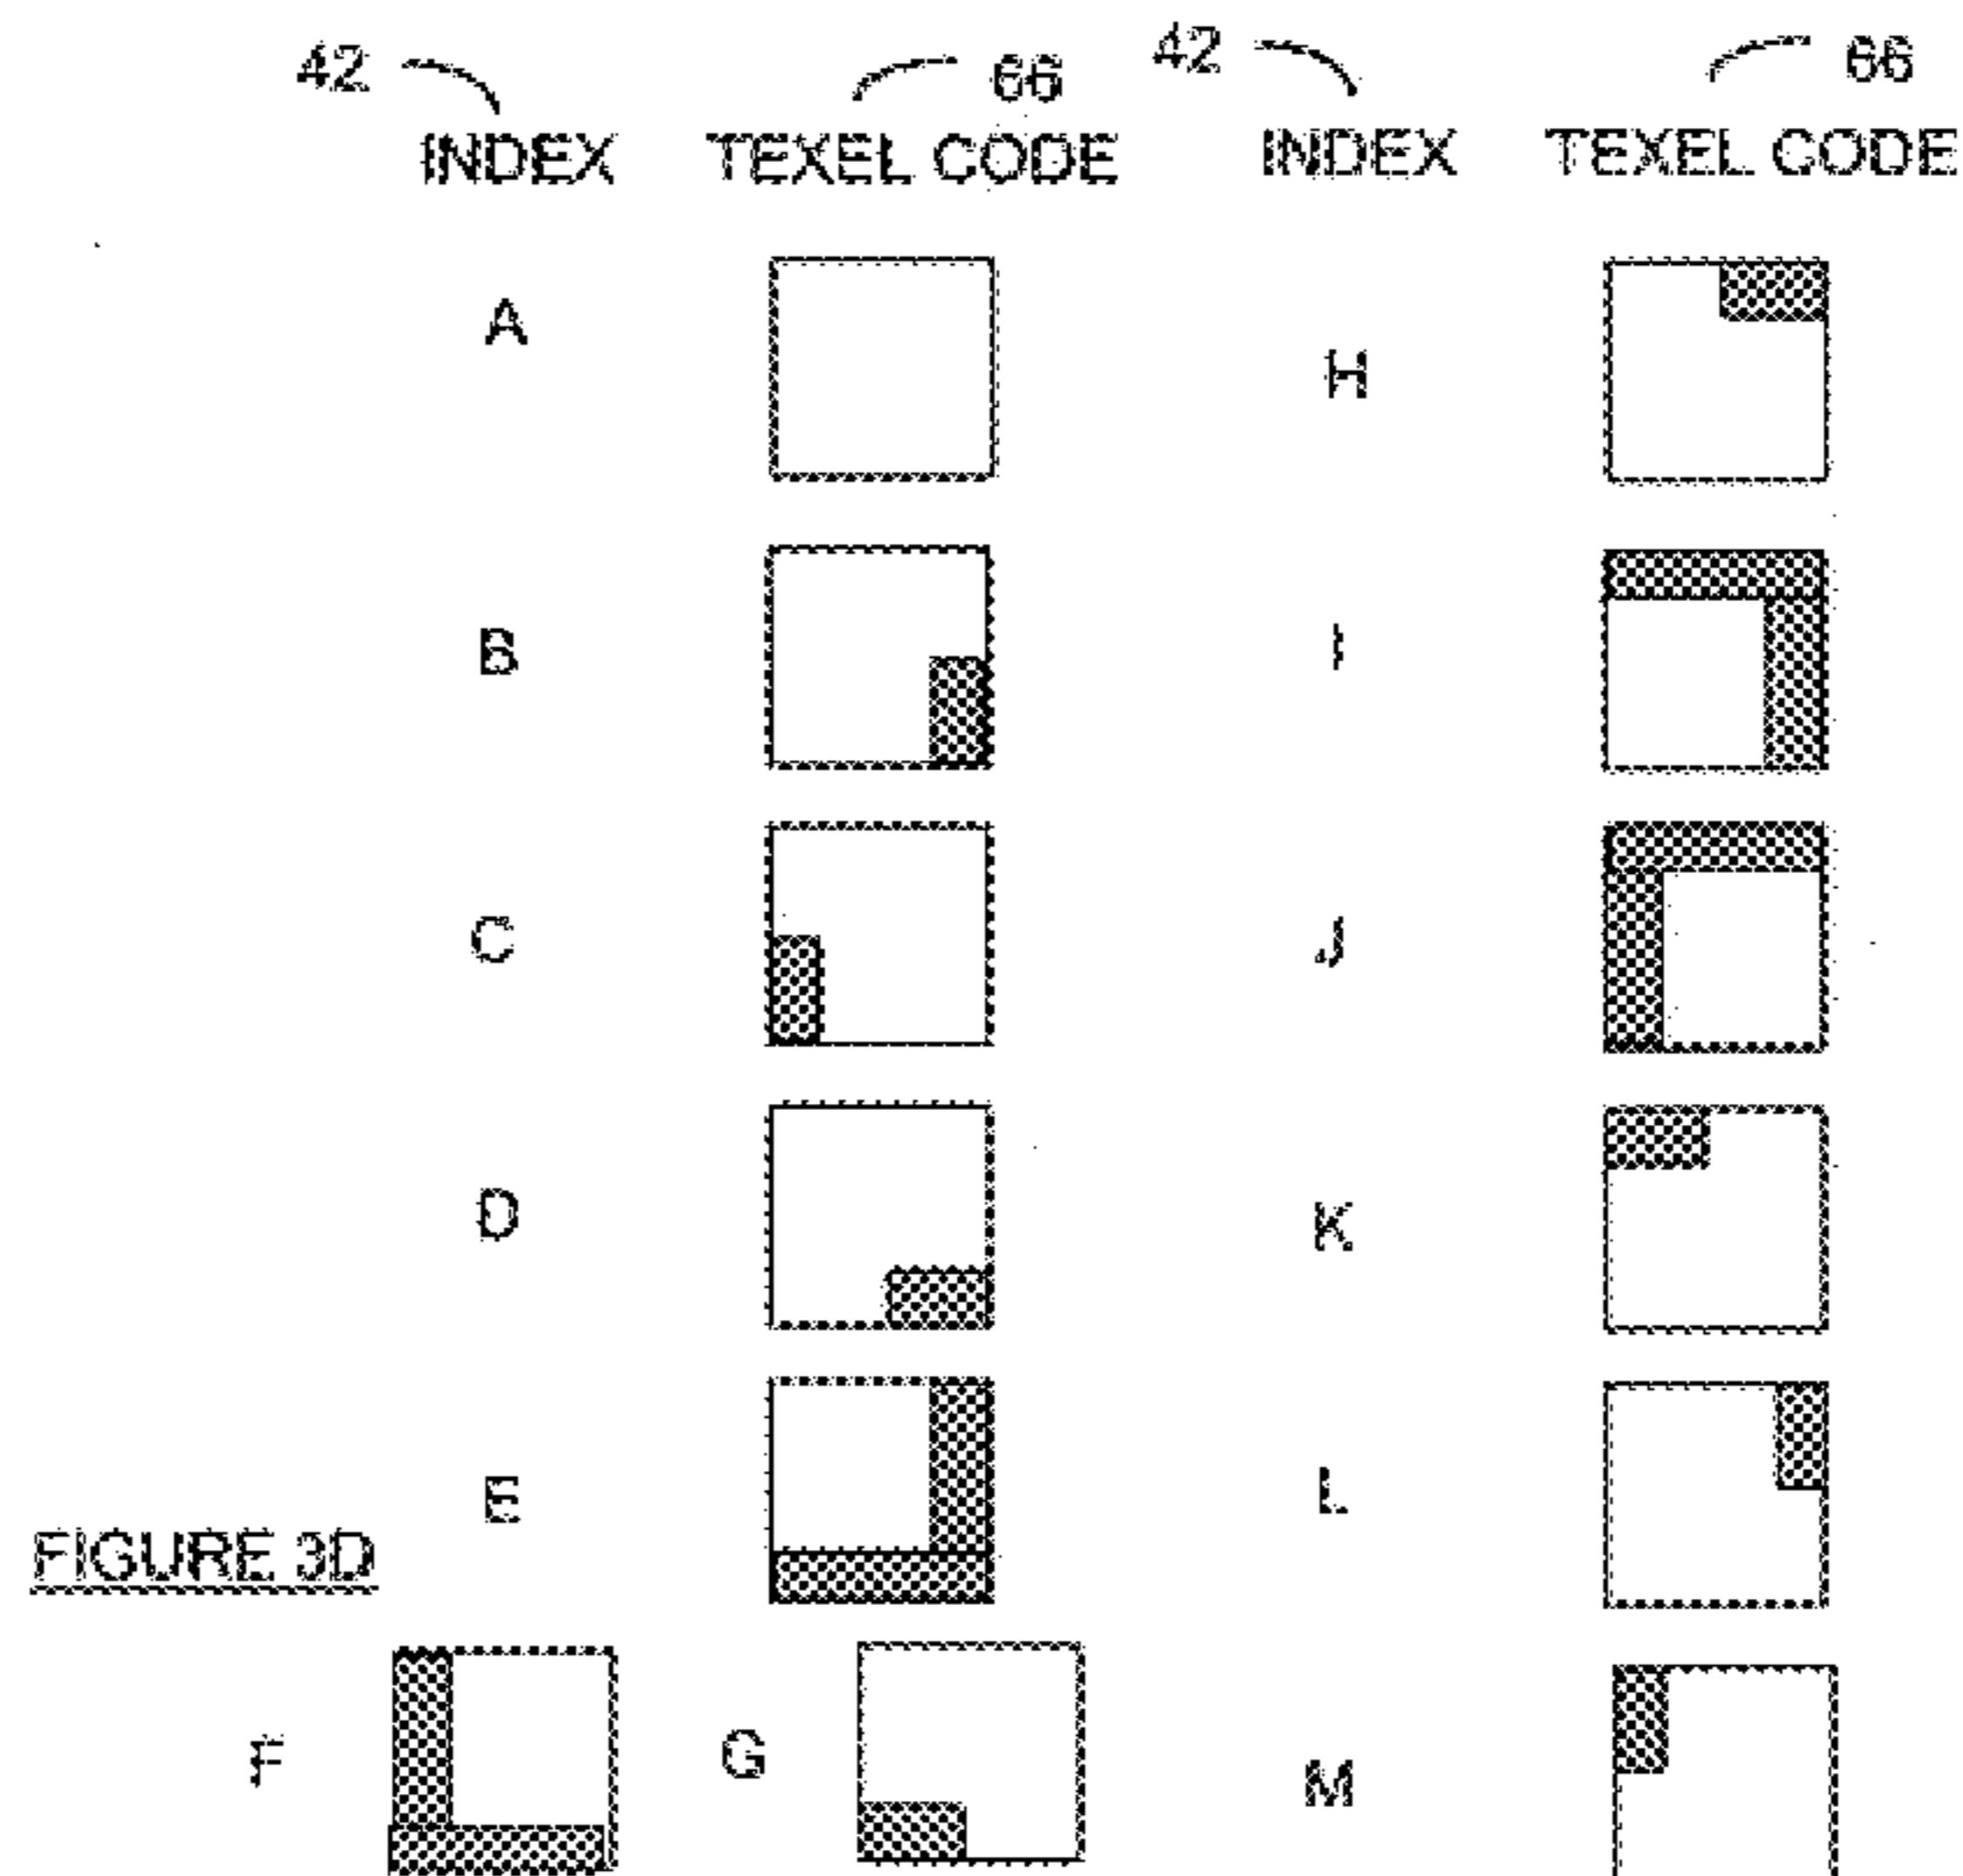 42 66 42 66
INDEX TEXEL CODE INDEX TEXEL CODE
A H
B I
C J
D K
E L
FIGURE 3D
F G M